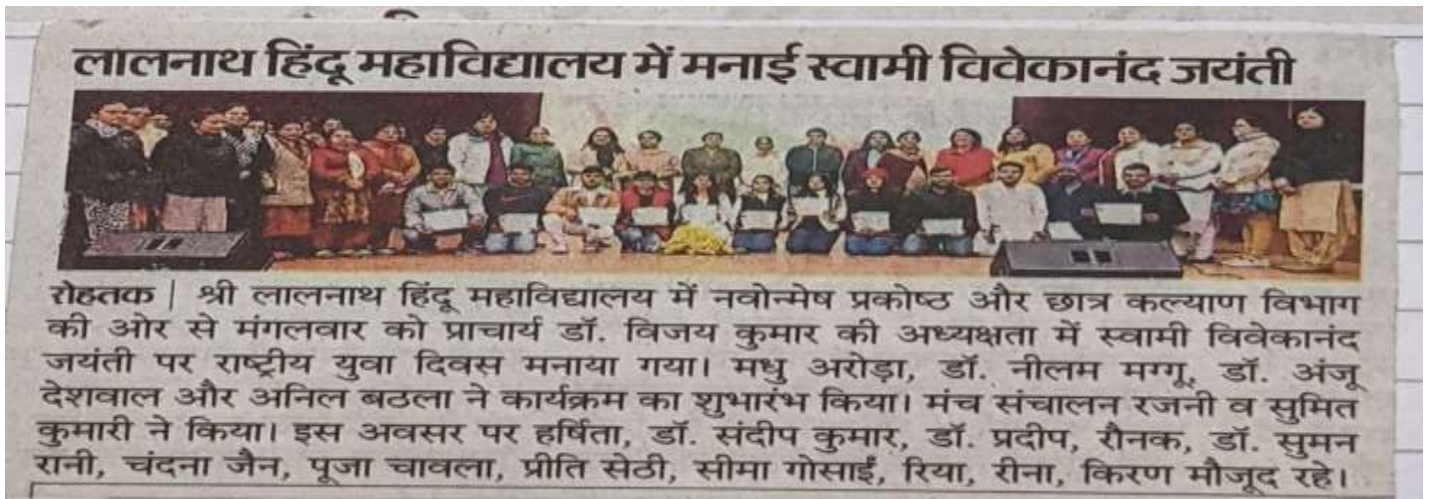 लालनाथ हिंदू महाविद्यालय में मनाई स्वामी विवेकानंद जयंती
रोहतक | श्री लालनाथ हिंदू महाविद्यालय में नवोन्मेष प्रकोष्ठ और छात्र कल्याण विभाग
की ओर से मंगलवार को प्राचार्य डॉ. विजय कुमार की अध्यक्षता में स्वामी विवेकानंद
जयंती पर राष्ट्रीय युवा दिवस मनाया गया। मधु अरोड़ा, डॉ. नीलम मग्गू, डॉ. अंजू
देशवाल और अनिल बठला ने कार्यक्रम का शुभारंभ किया। मंच संचालन रजनी व सुमित
कुमारी ने किया। इस अवसर पर हर्षिता, डॉ. संदीप कुमार, डॉ. प्रदीप, रौनक, डॉ. सुमन
रानी, चंदना जैन, पूजा चावला, प्रीति सेठी, सीमा गोसाईं, रिया, रीना, किरण मौजूद रहे।